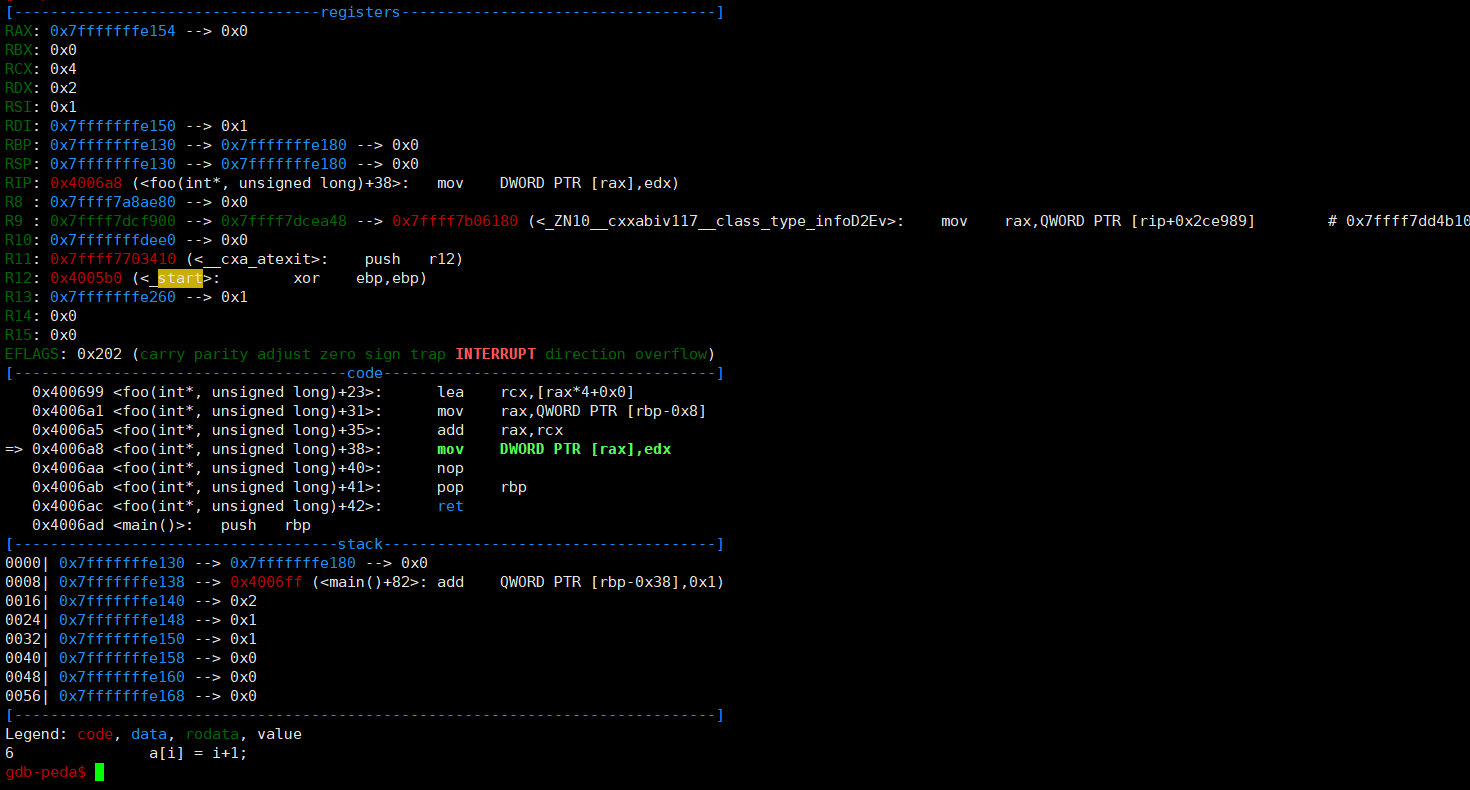 [----------------------------------registers-----------------------------------]
RAX: 0x7fffffffe154 --> 0x0
RBX: 0x0
RCX: 0x4
RDX: 0x2
RSI: 0x1
RDI: 0x7fffffffe150 --> 0x1
RBP: 0x7fffffffe130 --> 0x7fffffffe180 --> 0x0
RSP: 0x7fffffffe130 --> 0x7fffffffe180 --> 0x0
RIP: 0x4006a8 (<foo(int*, unsigned long)+38>:   mov    DWORD PTR [rax],edx)
R8 : 0x7ffff7a8ae80 --> 0x0
R9 : 0x7ffff7dcf900 --> 0x7ffff7dcea48 --> 0x7ffff7b06180 (<_ZN10__cxxabiv117__class_type_infoD2Ev>:    mov    rax,QWORD PTR [rip+0x2ce989]        # 0x7ffff7dd4b10
R10: 0x7fffffffdee0 --> 0x0
R11: 0x7ffff7703410 (<__cxa_atexit>:    push   r12)
R12: 0x4005b0 (<_start>:        xor    ebp,ebp)
R13: 0x7fffffffe260 --> 0x1
R14: 0x0
R15: 0x0
EFLAGS: 0x202 (carry parity adjust zero sign trap INTERRUPT direction overflow)
[-------------------------------------code-------------------------------------]
   0x400699 <foo(int*, unsigned long)+23>:      lea    rcx,[rax*4+0x0]
   0x4006a1 <foo(int*, unsigned long)+31>:      mov    rax,QWORD PTR [rbp-0x8]
   0x4006a5 <foo(int*, unsigned long)+35>:      add    rax,rcx
=> 0x4006a8 <foo(int*, unsigned long)+38>:      mov    DWORD PTR [rax],edx
   0x4006aa <foo(int*, unsigned long)+40>:      nop
   0x4006ab <foo(int*, unsigned long)+41>:      pop    rbp
   0x4006ac <foo(int*, unsigned long)+42>:      ret
   0x4006ad <main()>:   push   rbp
[------------------------------------stack-------------------------------------]
0000| 0x7fffffffe130 --> 0x7fffffffe180 --> 0x0
0008| 0x7fffffffe138 --> 0x4006ff (<main()+82>: add    QWORD PTR [rbp-0x38],0x1)
0016| 0x7fffffffe140 --> 0x2
0024| 0x7fffffffe148 --> 0x1
0032| 0x7fffffffe150 --> 0x1
0040| 0x7fffffffe158 --> 0x0
0048| 0x7fffffffe160 --> 0x0
0056| 0x7fffffffe168 --> 0x0
[------------------------------------------------------------------------------]
Legend: code, data, rodata, value
6               a[i] = i+1;
gdb-peda$